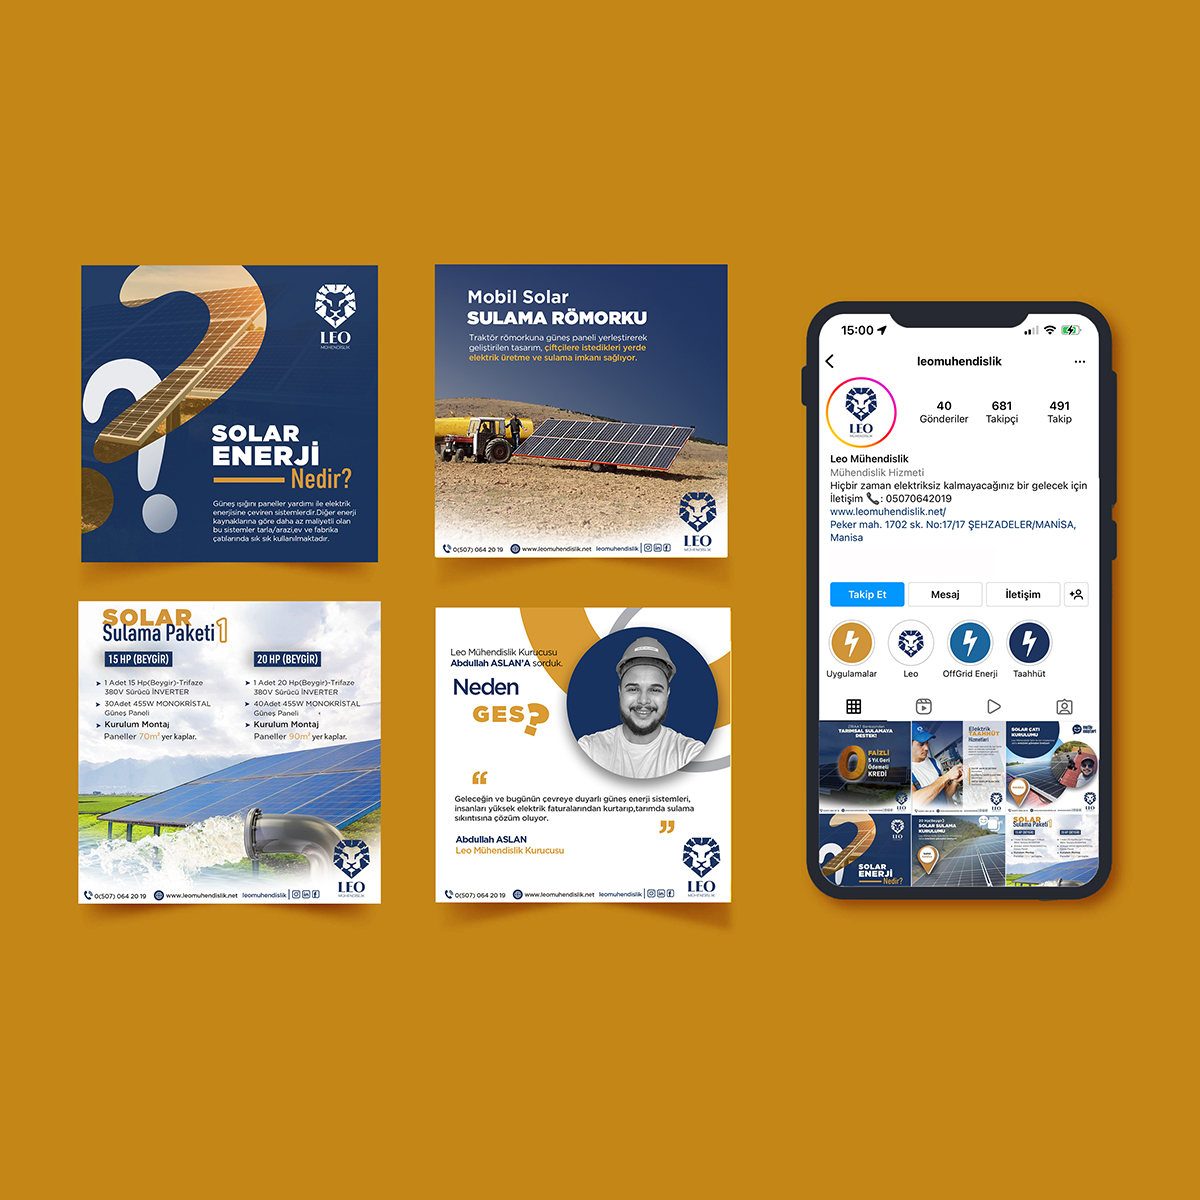 LEO
MÜHENDİSLİK
SOLAR
ENERJİ
Nedir?
Güneş ışığını paneller yardımı ile elektrik
enerjisine çeviren sistemlerdir.Diğer enerji
kaynaklarına göre daha az maliyetli olan
bu sistemler tarla/arazi,ev ve fabrika
çatılarında sık sık kullanılmaktadır.
Mobil Solar
SULAMA RÖMORKU
Traktör römorkuna güneş paneli yerleştirerek
geliştirilen tasarım, çiftçilere istedikleri yerde
elektrik üretme ve sulama imkanı sağlıyor.
LEO
MÜHENDİSLİK
0(507) 064 20 19 www.leomuhendislik.net leomuhendislik
SOLAR
Sulama Paketi 1
15 HP (BEYGİR)
1 Adet 15 Hp(Beygir)-Trifaze
380V Sürücü İNVERTER
30Adet 455W MONOKRİSTAL
Güneş Paneli
Kurulum Montaj
Paneller 70m² yer kaplar.
20 HP (BEYGİR)
1 Adet 20 Hp(Beygir)-Trifaze
380V Sürücü İNVERTER
40Adet 455W MONOKRİSTAL
Güneş Paneli
Kurulum Montaj
Paneller 90m² yer kaplar.
LEO
MÜHENDİSLİK
0(507) 064 20 19 www.leomuhendislik.net leomuhendislik
Leo Mühendislik Kurucusu
Abdullah ASLAN'A sorduk.
Neden
GES?
“
Geleceğin ve bugünün çevreye duyarlı güneş enerji sistemleri,
insanları yüksek elektrik faturalarından kurtarıp,tarımda sulama
sıkıntısına çözüm oluyor.
”
Abdullah ASLAN
Leo Mühendislik Kurucusu
LEO
MÜHENDİSLİK
0(507) 064 20 19 www.leomuhendislik.net leomuhendislik
15:00
leomuhendislik
LEO
MÜHENDİSLİK
40
Gönderiler
681
Takipçi
491
Takip
Leo Mühendislik
Mühendislik Hizmeti
Hiçbir zaman elektriksiz kalmayacağınız bir gelecek için
İletişim 📞: 05070642019
www.leomuhendislik.net/
Peker mah. 1702 sk. No:17/17 ŞEHZADELER/MANİSA,
Manisa
Takip Et
Mesaj
İletişim
Uygulamalar
Leo
OffGrid Enerji
Taahhüt
TARIMSAL SULAMAYA
DESTEK!
0 FAİZLİ
5 Yıl Geri
Ödemeli
KREDİ
LEO
Elektrik
TAAHHÜT
Hizmetleri
LEO
SOLAR ÇATI
KURULUMU
LEO
SOLAR
ENERJİ
Nedir?
LEO
SOLAR SULAMA
KURULUMU
SOLAR
Sulama Paketi 1